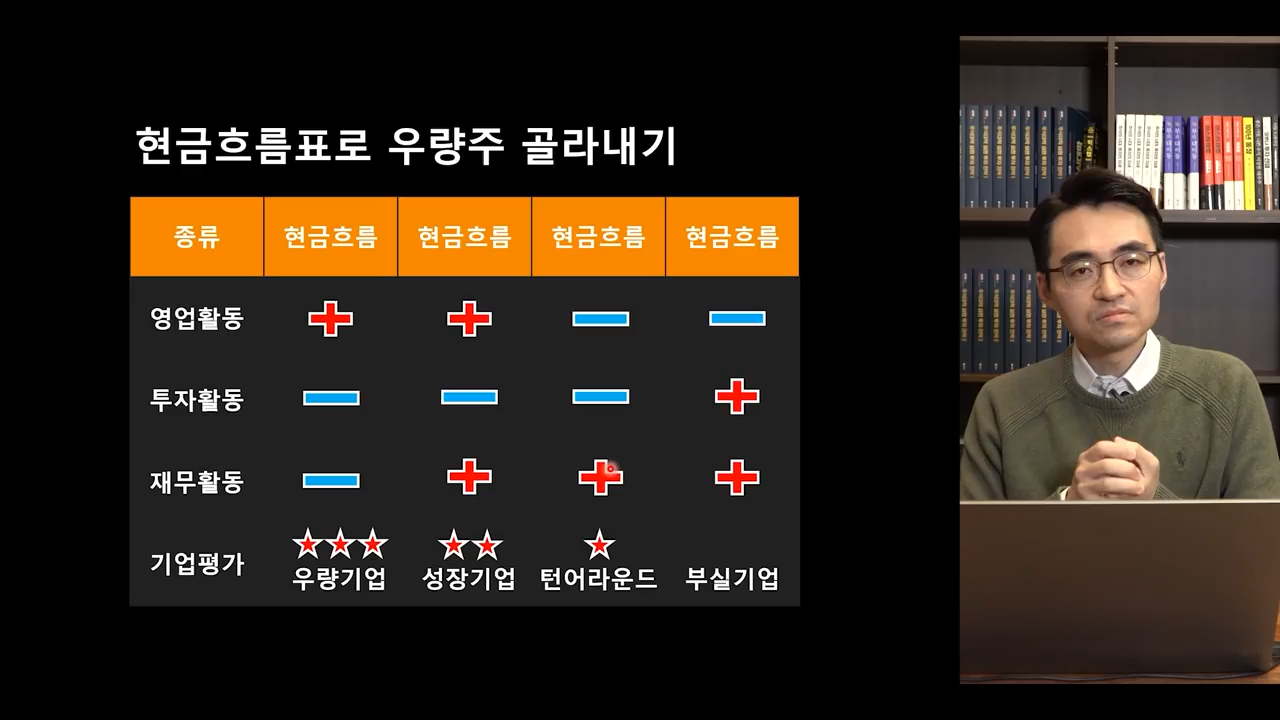 현금흐름표로 우량주 골라내기
종류 현금흐름 현금흐름 현금흐름 현금흐름
영업활동 + + - -
투자활동 - - - +
재무활동 - + + +
기업평가 ★★★ ★★ ★
우량기업 성장기업 턴어라운드 부실기업